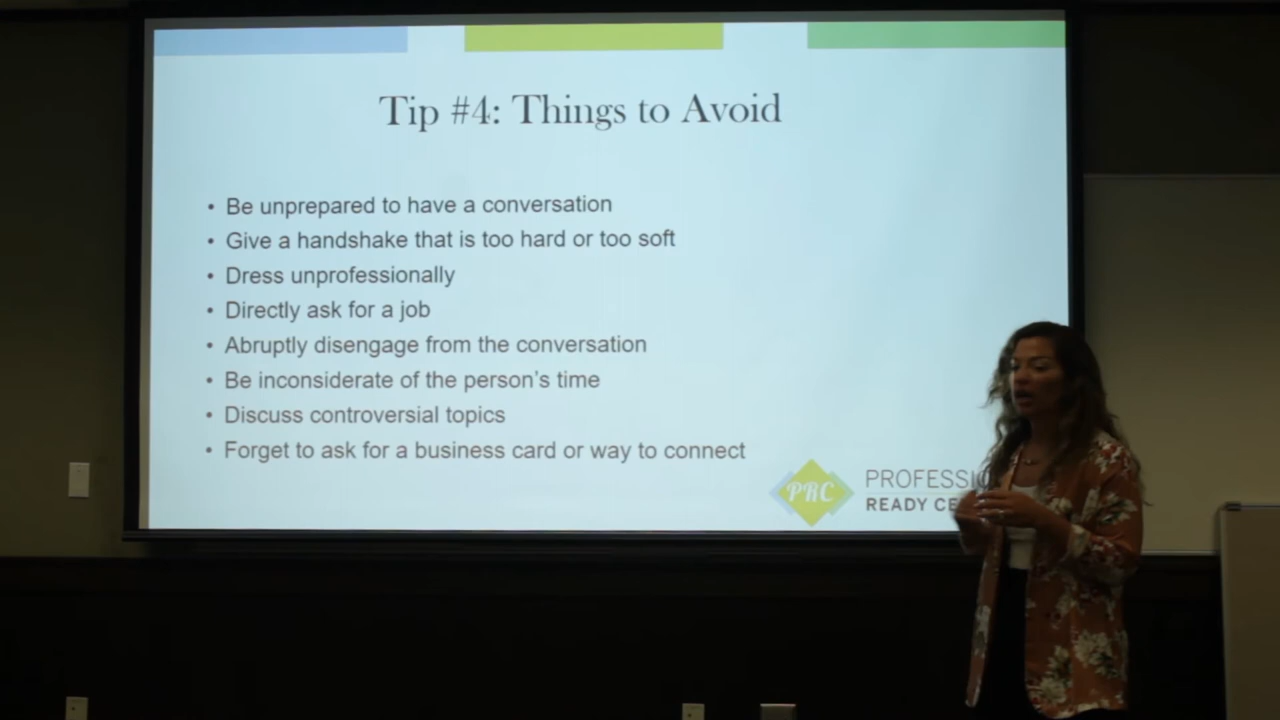 Tip #4: Things to Avoid
• Be unprepared to have a conversation
• Give a handshake that is too hard or too soft
• Dress unprofessionally
• Directly ask for a job
• Abruptly disengage from the conversation
• Be inconsiderate of the person's time
• Discuss controversial topics
• Forget to ask for a business card or way to connect
PRC
READY